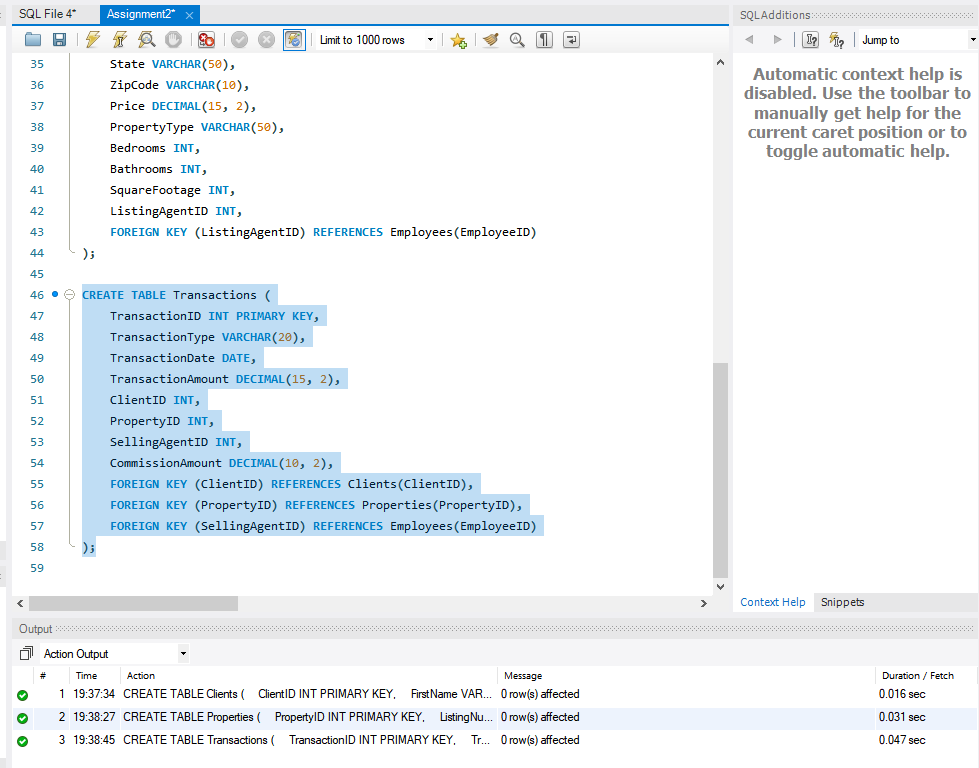 SQL File 4*
Assignment2*
SQLAdditions
Limit to 1000 rows
Jump to
35 State VARCHAR(50),
36 ZipCode VARCHAR(10),
37 Price DECIMAL(15, 2),
38 PropertyType VARCHAR(50),
39 Bedrooms INT,
40 Bathrooms INT,
41 SquareFootage INT,
42 ListingAgentID INT,
43 FOREIGN KEY (ListingAgentID) REFERENCES Employees(EmployeeID)
44 );
45
46 CREATE TABLE Transactions (
47 TransactionID INT PRIMARY KEY,
48 TransactionType VARCHAR(20),
49 TransactionDate DATE,
50 TransactionAmount DECIMAL(15, 2),
51 ClientID INT,
52 PropertyID INT,
53 SellingAgentID INT,
54 CommissionAmount DECIMAL(10, 2),
55 FOREIGN KEY (ClientID) REFERENCES Clients(ClientID),
56 FOREIGN KEY (PropertyID) REFERENCES Properties(PropertyID),
57 FOREIGN KEY (SellingAgentID) REFERENCES Employees(EmployeeID)
58 );
59
Automatic context help is
disabled. Use the toolbar to
manually get help for the
current caret position or to
toggle automatic help.
Context Help Snippets
Output
Action Output
# Time Action Message Duration / Fetch
1 19:37:34 CREATE TABLE Clients ( ClientID INT PRIMARY KEY, FirstName VAR... 0 row(s) affected 0.016 sec
2 19:38:27 CREATE TABLE Properties ( PropertyID INT PRIMARY KEY, ListingNu... 0 row(s) affected 0.031 sec
3 19:38:45 CREATE TABLE Transactions ( TransactionID INT PRIMARY KEY, Tr... 0 row(s) affected 0.047 sec